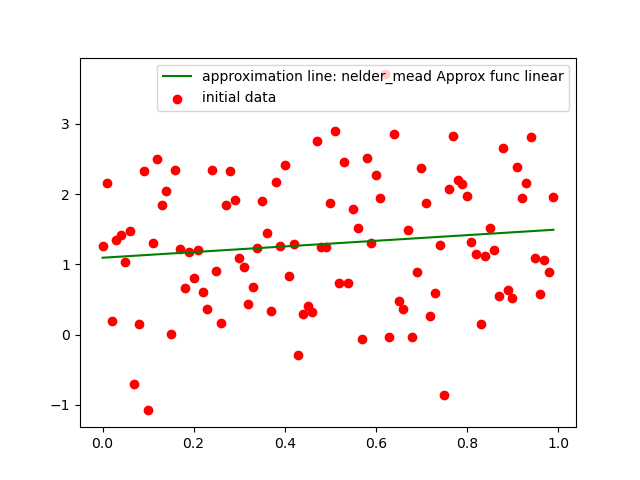 approximation line: nelder_mead Approx func linear
initial data
3
2
1
0
−1
0.0 0.2 0.4 0.6 0.8 1.0